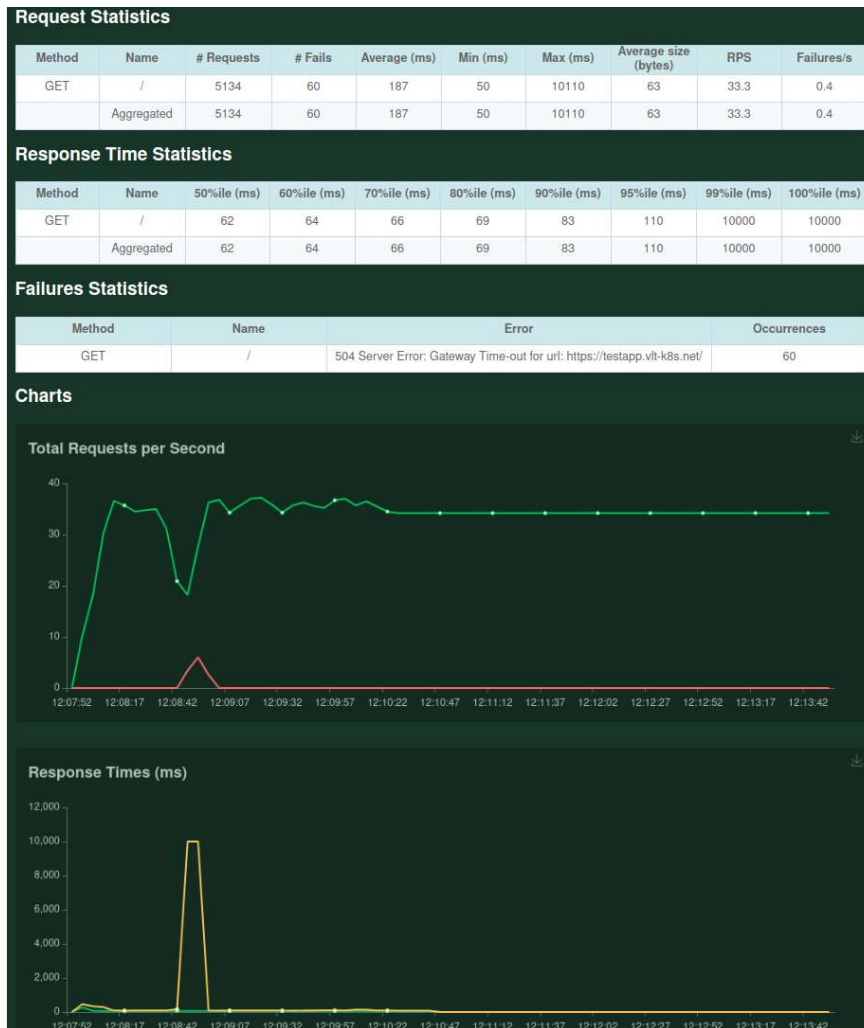 Request Statistics
Method Name # Requests # Fails Average (ms) Min (ms) Max (ms) Average size (bytes) RPS Failures/s
GET / 5134 60 187 50 10110 63 33.3 0.4
Aggregated 5134 60 187 50 10110 63 33.3 0.4
Response Time Statistics
Method Name 50%ile (ms) 60%ile (ms) 70%ile (ms) 80%ile (ms) 90%ile (ms) 95%ile (ms) 99%ile (ms) 100%ile (ms)
GET / 62 64 66 69 83 110 10000 10000
Aggregated 62 64 66 69 83 110 10000 10000
Failures Statistics
Method Name Error Occurrences
GET / 504 Server Error: Gateway Time-out for url: https://testapp.vlt-k8s.net/ 60
Charts
Total Requests per Second
40
30
20
10
0
12:07:52 12:08:17 12:08:42 12:09:07 12:09:32 12:09:57 12:10:22 12:10:47 12:11:12 12:11:37 12:12:02 12:12:27 12:12:52 12:13:17 12:13:42
Response Times (ms)
12,000
10,000
8,000
6,000
4,000
2,000
0
12:07:52 12:08:17 12:08:42 12:09:07 12:09:32 12:09:57 12:10:22 12:10:47 12:11:12 12:11:37 12:12:02 12:12:27 12:12:52 12:13:17 12:13:42